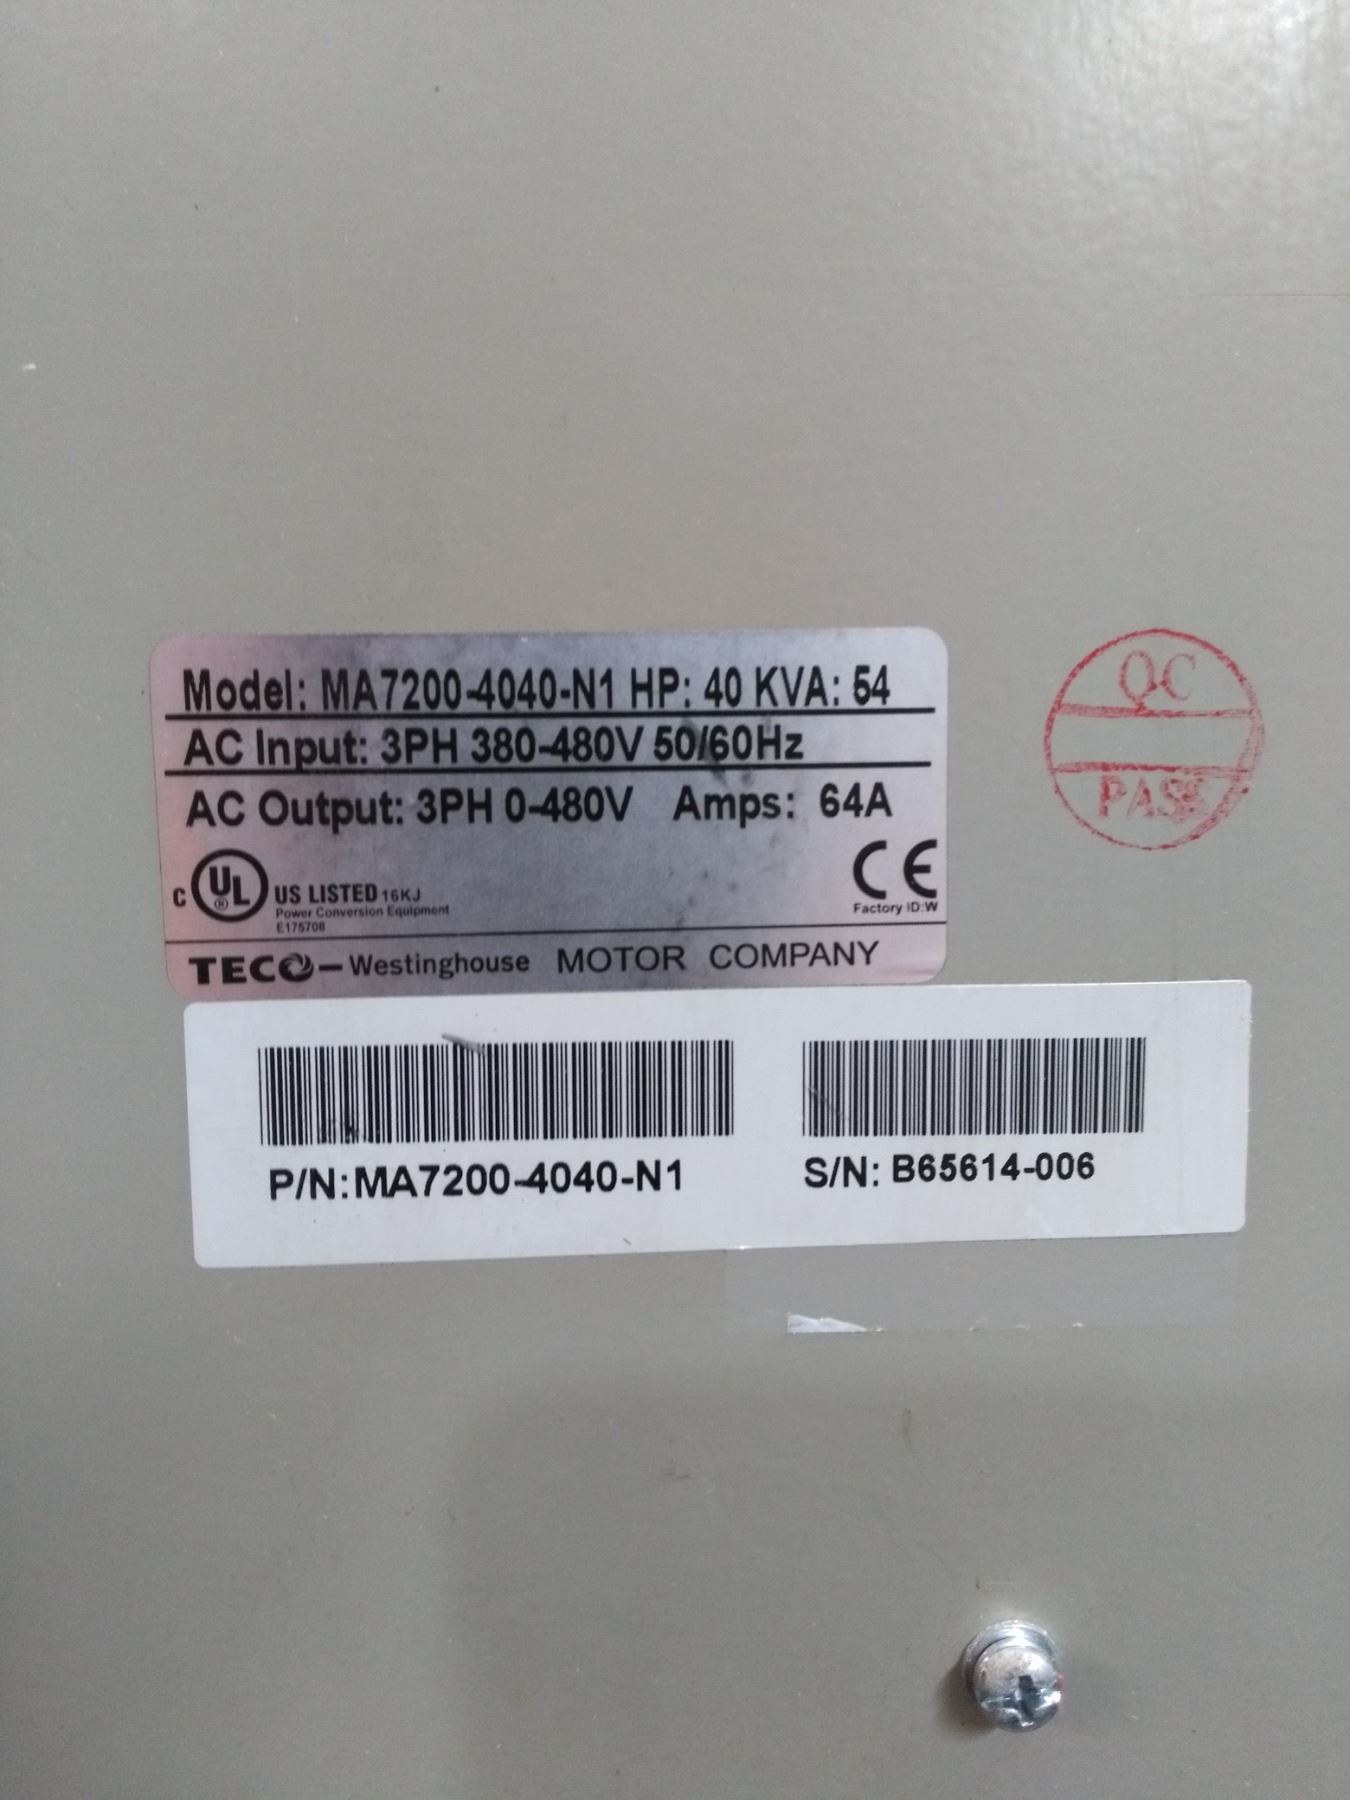 Model: MA7200-4040-N1 HP: 40 KVA: 54
AC Input: 3PH 380-480V 50/60Hz
AC Output: 3PH 0-480V Amps: 64A
C UL ® US LISTED 16KJ
Power Conversion Equipment
E175708
CE
Factory ID:W
TECO-Westinghouse MOTOR COMPANY
QC
PASS
P/N:MA7200-4040-N1
S/N: B65614-006